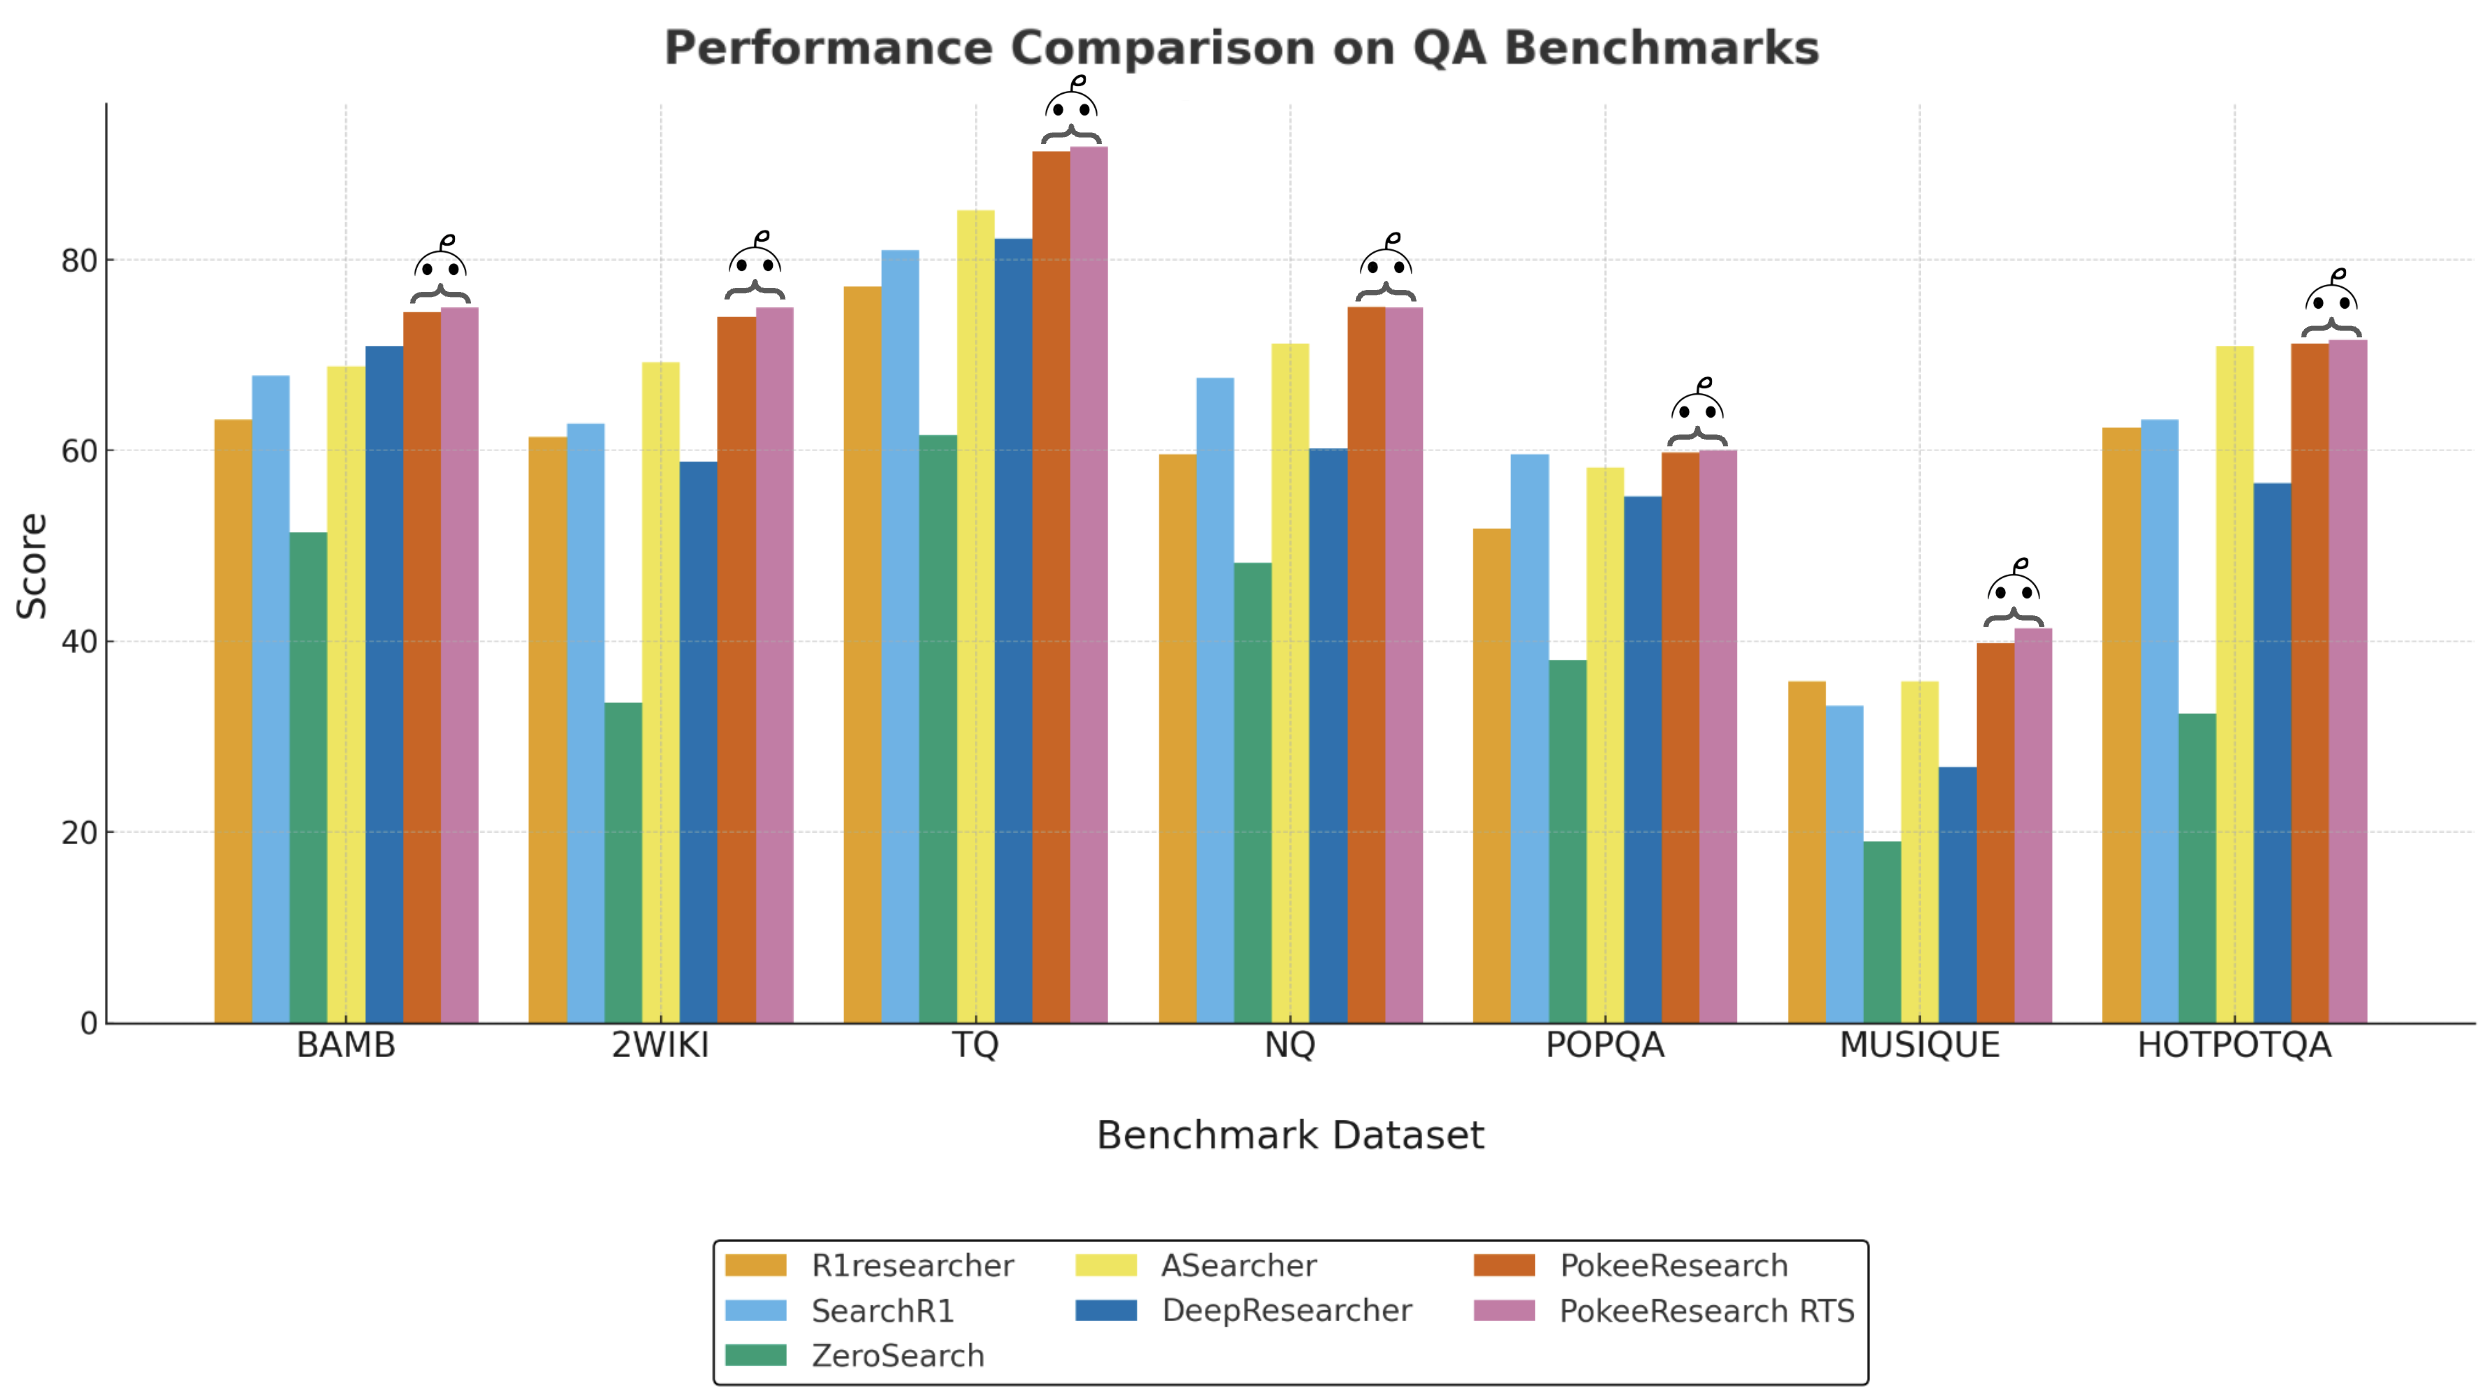 Performance Comparison on QA Benchmarks
Score
80
60
40
20
0
BAMB 2WIKI TQ NQ POPQA MUSIQUE HOTPOTQA
Benchmark Dataset
R1researcher ASearcher PokeeResearch
SearchR1 DeepResearcher PokeeResearch RTS
ZeroSearch